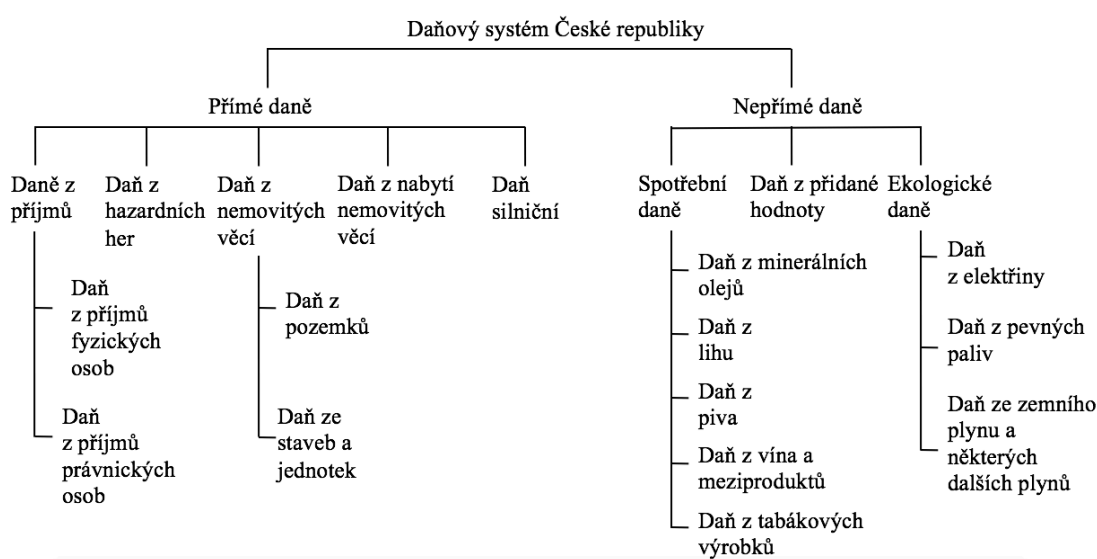 Daňový systém České republiky
Přímé daně
Nepřímé daně
Daně z
příjmů
Daň z
hazardních
her
Daň z
nemovitých
věcí
Daň z nabytí
nemovitých
věcí
Daň
silniční
Spotřební
daně
Daň z přidané
hodnoty
Ekologické
daně
Daň
z příjmů
fyzických
osob
Daň
z příjmů
právnických
osob
Daň z
pozemků
Daň ze
staveb a
jednotek
Daň z minerálních
olejů
Daň z
lihu
Daň z
piva
Daň z vína a
meziproduktů
Daň z tabákových
výrobků
Daň
z elektřiny
Daň z pevných
paliv
Daň ze zemního
plynu a
některých
dalších plynů